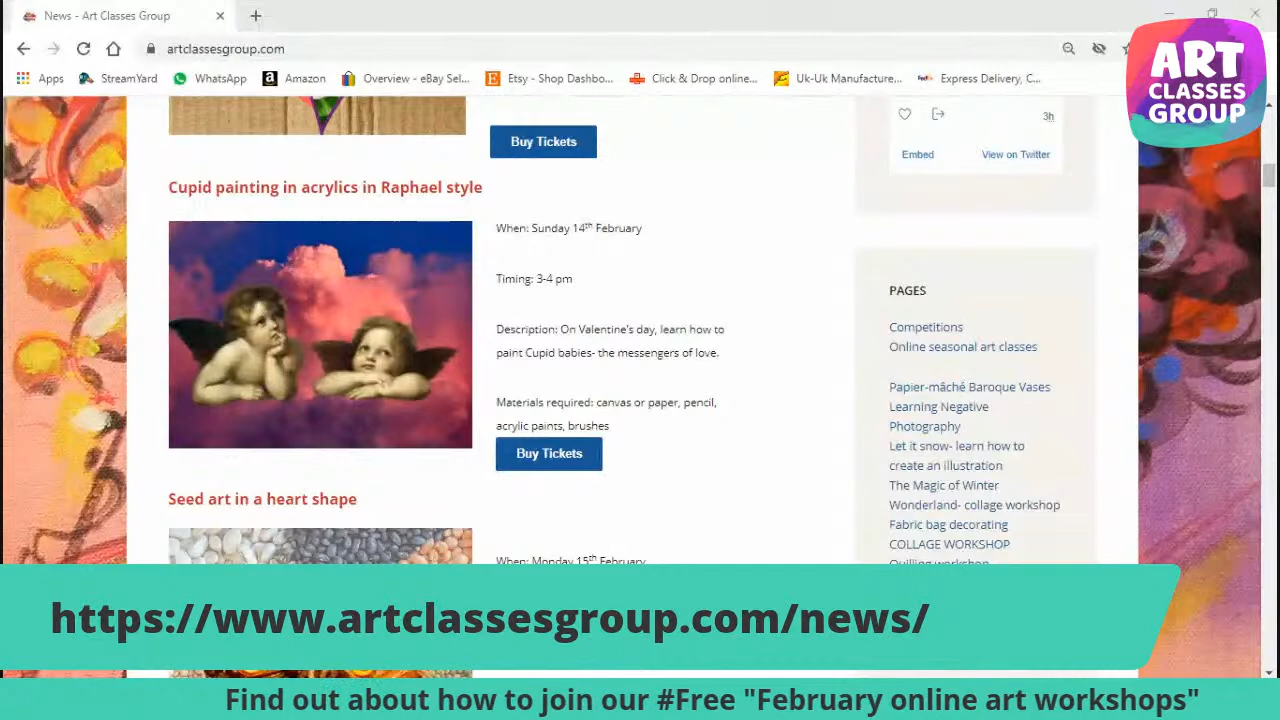 News - Art Classes Group
artclassesgroup.com
Apps StreamYard WhatsApp Amazon Overview - eBay Sel... Etsy - Shop Dashbo... Click & Drop online... Uk-Uk Manufacture... Express Delivery, C...
ART
CLASSES
GROUP
3h
Embed View on Twitter
Buy Tickets
Cupid painting in acrylics in Raphael style
When: Sunday 14th February
Timing: 3-4 pm
Description: On Valentine's day, learn how to
paint Cupid babies- the messengers of love.
Materials required: canvas or paper, pencil,
acrylic paints, brushes
Buy Tickets
Seed art in a heart shape
When: Monday 15th February
PAGES
Competitions
Online seasonal art classes
Papier-mâché Baroque Vases
Learning Negative
Photography
Let it snow- learn how to
create an illustration
The Magic of Winter
Wonderland- collage workshop
Fabric bag decorating
COLLAGE WORKSHOP
Quilling workshop
https://www.artclassesgroup.com/news/
Find out about how to join our #Free "February online art workshops"